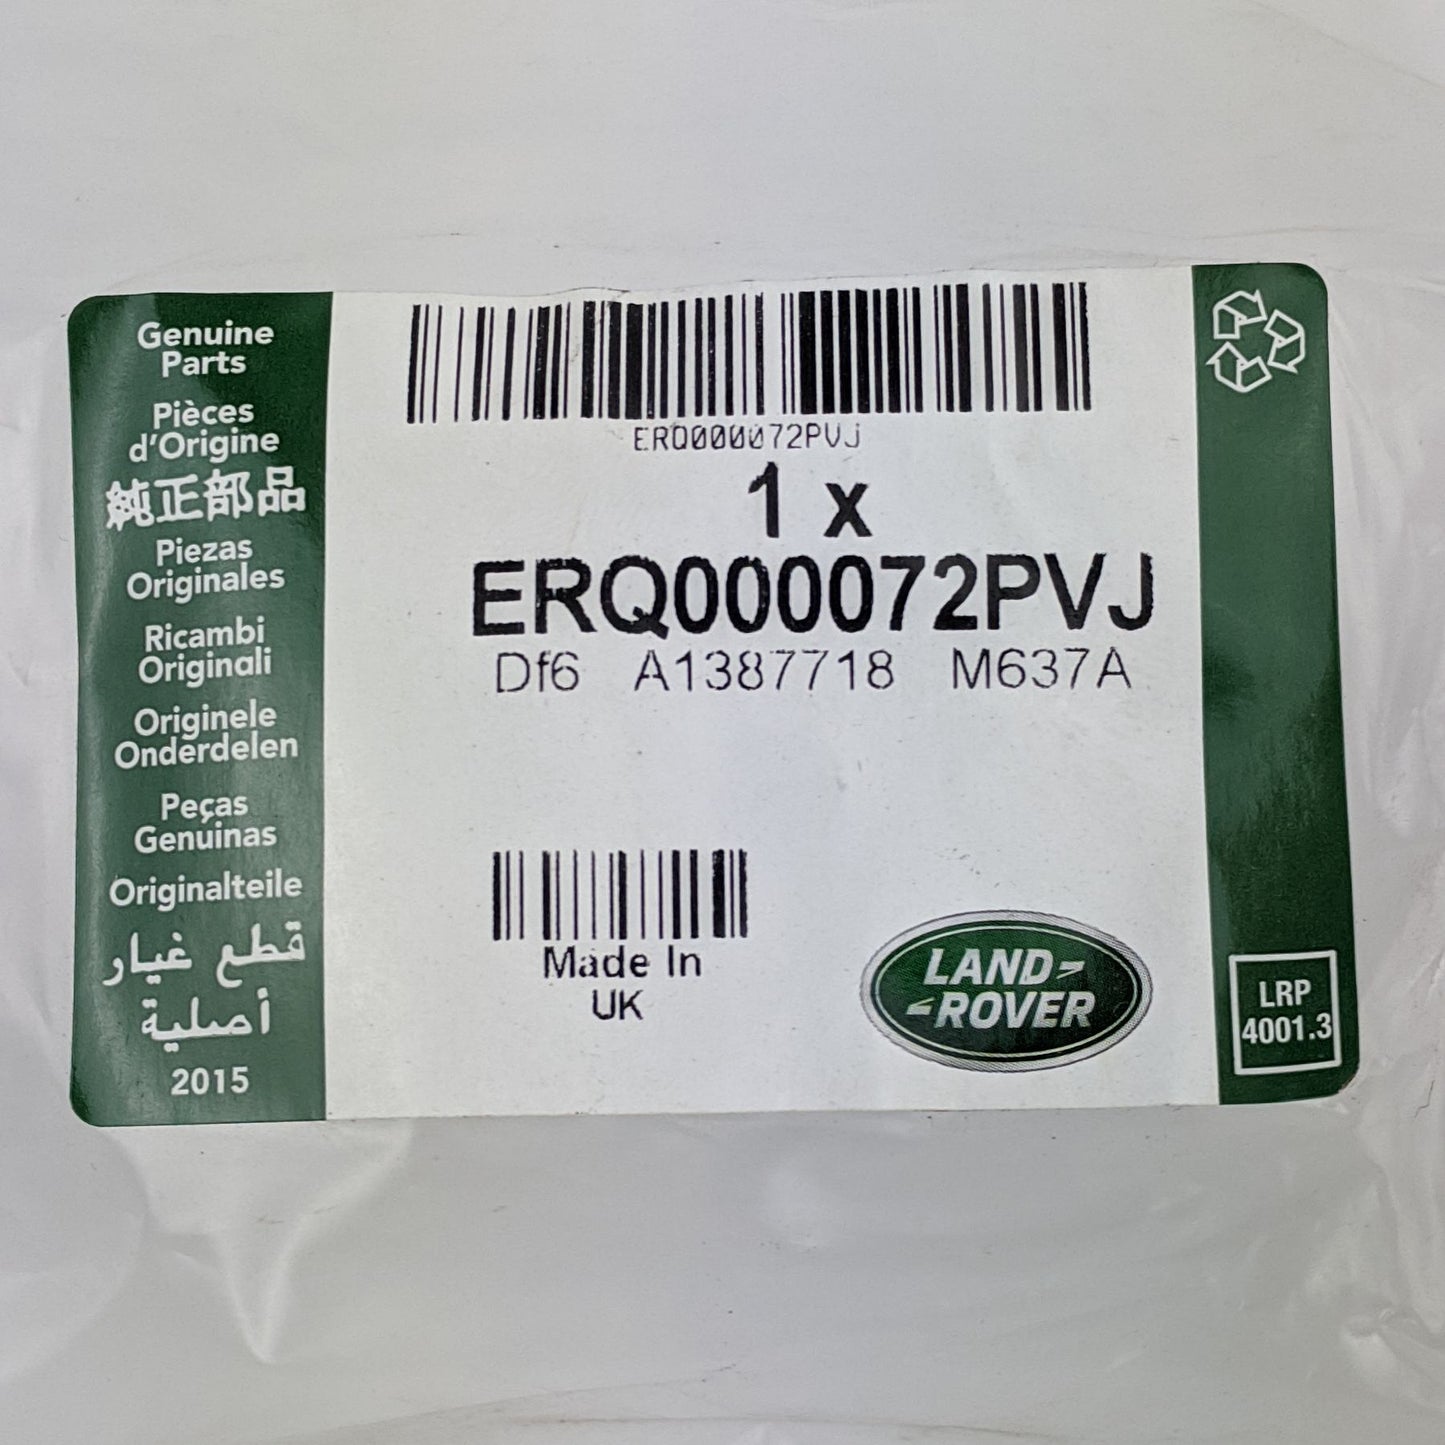 Genuine
Parts
Pièces
d'Origine
純正部品
Piezas
Originales
Ricambi
Originali
Originele
Onderdelen
Peças
Genuinas
Originalteile
قطع غيار
أصلية
2015
ERQ000072PVJ
1 x
ERQ000072PVJ
Df6 A1387718 M637A
Made In
UK
LAND-
-ROVER
LRP
4001.3